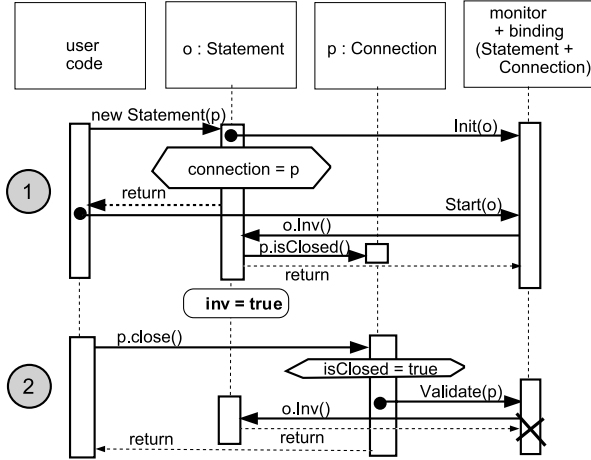 user
code
o : Statement
p : Connection
monitor
+ binding
(Statement +
Connection)
new Statement(p)
Init(o)
connection = p
1
return
Start(o)
o.Inv()
p.isClosed()
return
inv = true
p.close()
isClosed = true
2
Validate(p)
o.Inv()
return
return